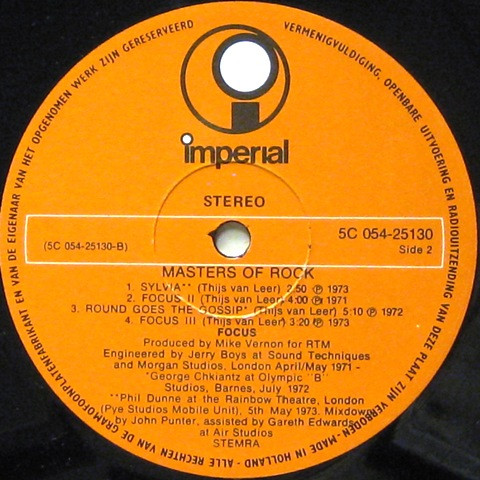 VERMENIGVULDIGING, OPENBARE UITVOERING EN RADIOUITZENDING VAN DEZE PLAAT ZIJN VERBODEN-MADE IN HOLLAND - ALLE RECHTEN VAN DE GRAMOFOONPLATENFABRIKANT EN VAN DE EIGENAAR VAN HET OPGENOMEN WERK ZIJN GERESERVEERD
imperial
STEREO
(5C 054-25130-B)
5C 054-25130
Side 2
MASTERS OF ROCK
1. SYLVIA** (Thijs van Leer) 2:50 Ⓟ 1973
2. FOCUS II (Thijs van Leer) 4:00 Ⓟ 1971
3. ROUND GOES THE GOSSIP* (Thijs van Leer) 5:10 Ⓟ 1972
4. FOCUS III (Thijs van Leer) 3:20 Ⓟ 1973
FOCUS
Produced by Mike Vernon for RTM
Engineered by Jerry Boys at Sound Techniques
and Morgan Studios, London April/May 1971 -
*George Chkiantz at Olympic "B"
Studios, Barnes, July 1972
**Phil Dunne at the Rainbow Theatre, London
(Pye Studios Mobile Unit), 5th May 1973. Mixdown
by John Punter, assisted by Gareth Edwards
at Air Studios
STEMRA